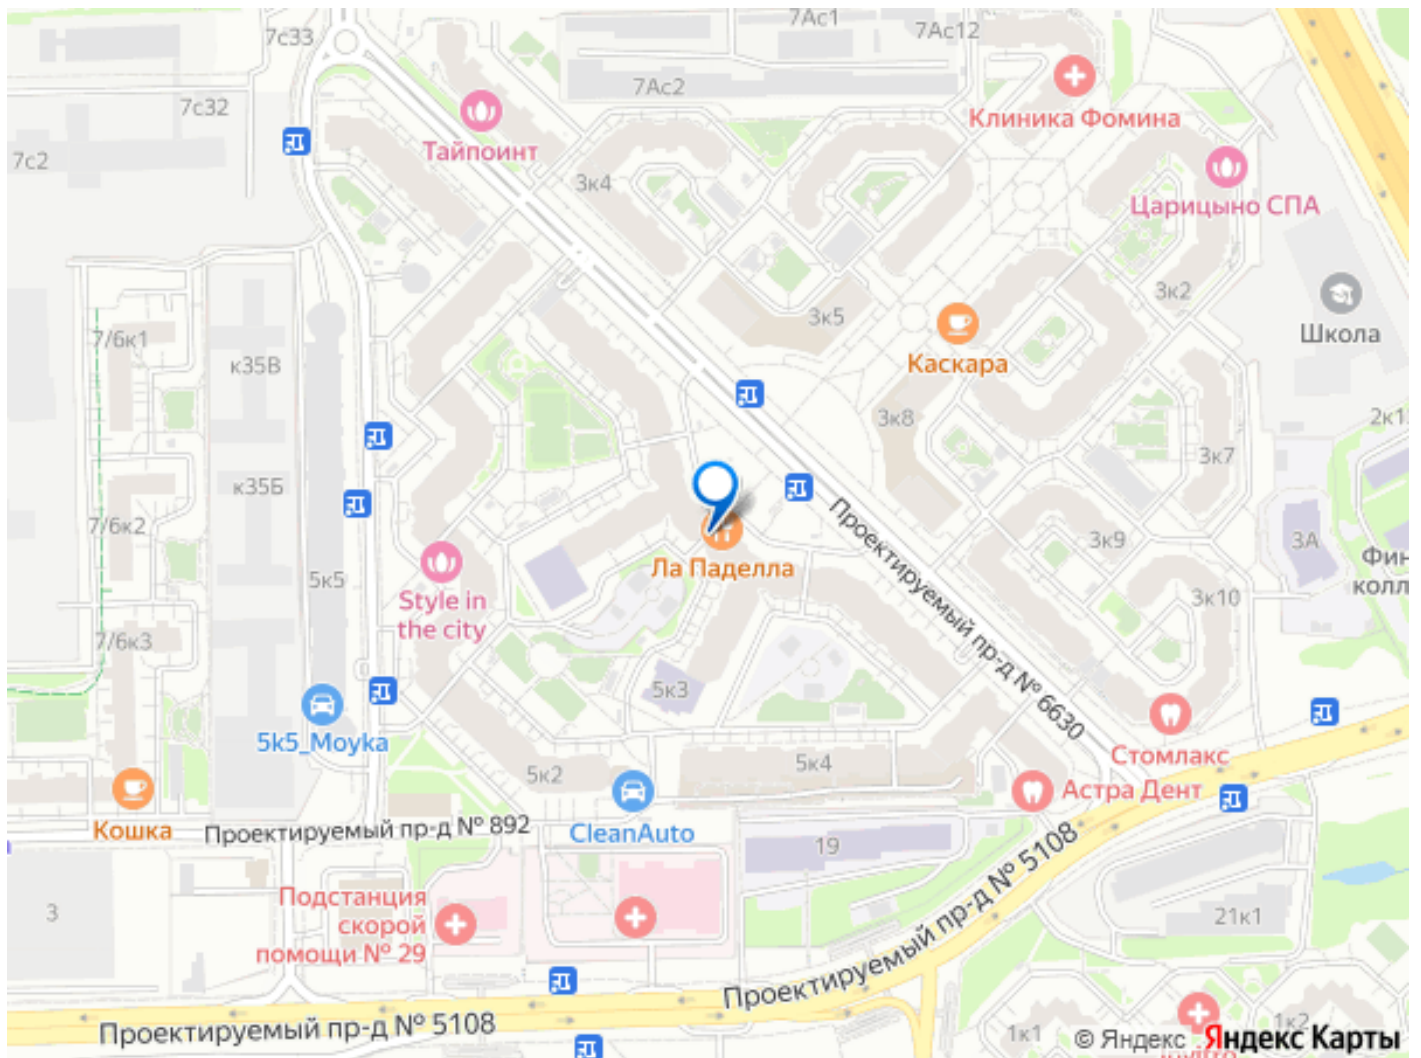 7с33
7Ас1
7Ас12
7Ас2
Клиника Фомина
7с32
7с2
Тайпоинт
3к4
Царицыно СПА
3к2
3к5
Школа
7/6к1
к35В
Каскара
3к8
2к1
3к7
к35Б
7/6к2
Проектируемый пр-д № 6630
3к9
3А
Фин
колл
Ла Паделла
5к5
Style in
the city
3к10
7/6к3
5к3
5k5_Moyka
Стомлакс
5к2
5к4
Астра Дент
Кошка
Проектируемый пр-д № 892
CleanAuto
19
Проектируемый пр-д № 5108
Подстанция
скорой
помощи № 29
3
21к1
Проектируемый пр-д № 5108
1к1
1к2
© Яндекс Яндекс Карты